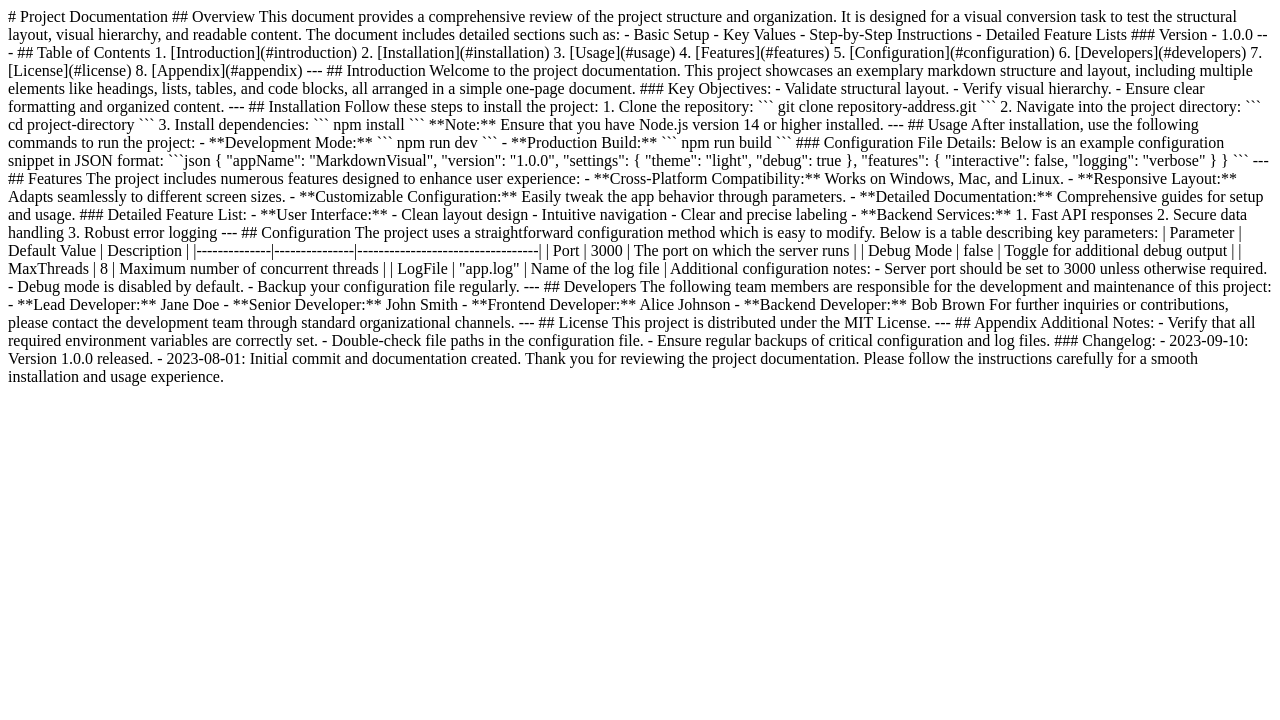 # Project Documentation ## Overview This document provides a comprehensive review of the project structure and organization. It is designed for a visual conversion task to test the structural
layout, visual hierarchy, and readable content. The document includes detailed sections such as: - Basic Setup - Key Values - Step-by-Step Instructions - Detailed Feature Lists ### Version - 1.0.0 --
- ## Table of Contents 1. [Introduction](#introduction) 2. [Installation](#installation) 3. [Usage](#usage) 4. [Features](#features) 5. [Configuration](#configuration) 6. [Developers](#developers) 7.
[License](#license) 8. [Appendix](#appendix) --- ## Introduction Welcome to the project documentation. This project showcases an exemplary markdown structure and layout, including multiple
elements like headings, lists, tables, and code blocks, all arranged in a simple one-page document. ### Key Objectives: - Validate structural layout. - Verify visual hierarchy. - Ensure clear
formatting and organized content. --- ## Installation Follow these steps to install the project: 1. Clone the repository: ``` git clone repository-address.git ``` 2. Navigate into the project directory: ```
cd project-directory ``` 3. Install dependencies: ``` npm install ``` **Note:** Ensure that you have Node.js version 14 or higher installed. --- ## Usage After installation, use the following
commands to run the project: - **Development Mode:** ``` npm run dev ``` - **Production Build:** ``` npm run build ``` ### Configuration File Details: Below is an example configuration
snippet in JSON format: ```json { "appName": "MarkdownVisual", "version": "1.0.0", "settings": { "theme": "light", "debug": true }, "features": { "interactive": false, "logging": "verbose" } } ``` ---
## Features The project includes numerous features designed to enhance user experience: - **Cross-Platform Compatibility:** Works on Windows, Mac, and Linux. - **Responsive Layout:**
Adapts seamlessly to different screen sizes. - **Customizable Configuration:** Easily tweak the app behavior through parameters. - **Detailed Documentation:** Comprehensive guides for setup
and usage. ### Detailed Feature List: - **User Interface:** - Clean layout design - Intuitive navigation - Clear and precise labeling - **Backend Services:** 1. Fast API responses 2. Secure data
handling 3. Robust error logging --- ## Configuration The project uses a straightforward configuration method which is easy to modify. Below is a table describing key parameters: | Parameter |
Default Value | Description | |--------------|---------------|----------------------------------| | Port | 3000 | The port on which the server runs | | Debug Mode | false | Toggle for additional debug output | |
MaxThreads | 8 | Maximum number of concurrent threads | | LogFile | "app.log" | Name of the log file | Additional configuration notes: - Server port should be set to 3000 unless otherwise required.
- Debug mode is disabled by default. - Backup your configuration file regularly. --- ## Developers The following team members are responsible for the development and maintenance of this project:
- **Lead Developer:** Jane Doe - **Senior Developer:** John Smith - **Frontend Developer:** Alice Johnson - **Backend Developer:** Bob Brown For further inquiries or contributions,
please contact the development team through standard organizational channels. --- ## License This project is distributed under the MIT License. --- ## Appendix Additional Notes: - Verify that all
required environment variables are correctly set. - Double-check file paths in the configuration file. - Ensure regular backups of critical configuration and log files. ### Changelog: - 2023-09-10:
Version 1.0.0 released. - 2023-08-01: Initial commit and documentation created. Thank you for reviewing the project documentation. Please follow the instructions carefully for a smooth
installation and usage experience.